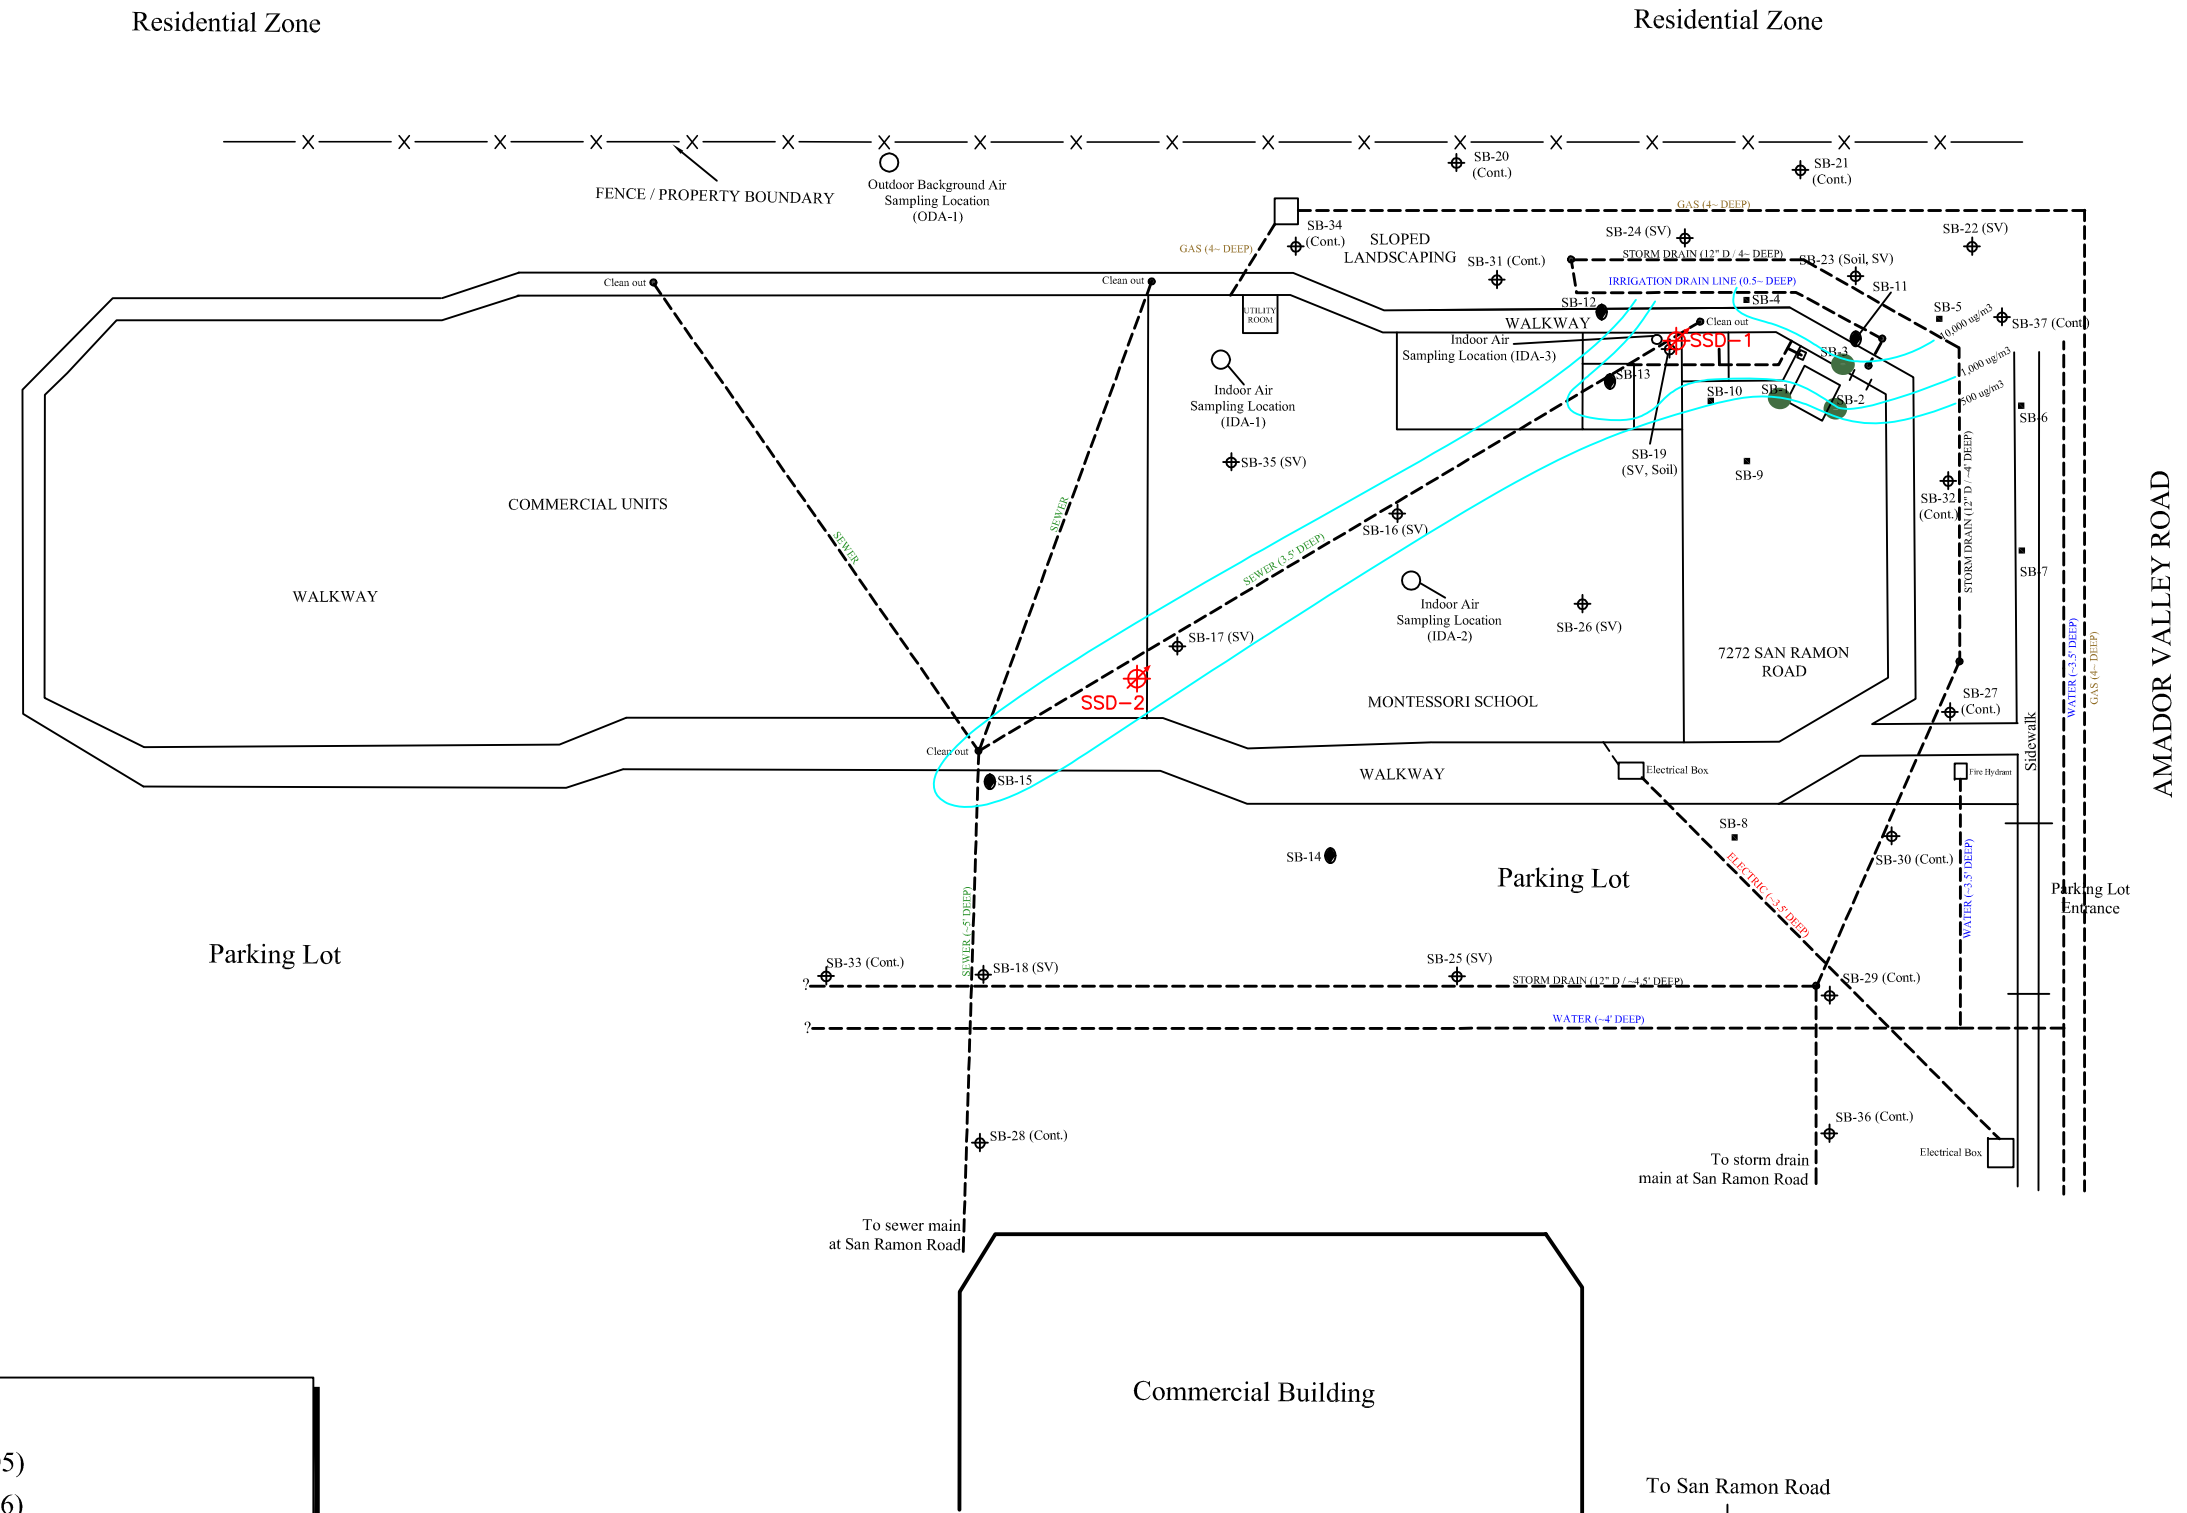 Residential Zone
Residential Zone
FENCE / PROPERTY BOUNDARY
Outdoor Background Air
Sampling Location
(ODA-1)
SB-20
(Cont.)
SB-21
(Cont.)
GAS (4~ DEEP)
SB-34
(Cont.)
GAS (4~ DEEP)
SLOPED
LANDSCAPING
SB-24 (SV)
SB-22 (SV)
STORM DRAIN (12" D / 4~ DEEP)
SB-23 (Soil, SV)
SB-31 (Cont.)
IRRIGATION DRAIN LINE (0.5~ DEEP)
SB-11
Clean out
Clean out
SB-12
SB-4
SB-5
10,000 ug/m3
SB-37 (Cont)
UTILITY
ROOM
WALKWAY
Clean out
Indoor Air
Sampling Location (IDA-3)
SSD-1
SB-3
1,000 ug/m3
SB-13
SB-10
SB-1
SB-2
500 ug/m3
Indoor Air
Sampling Location
(IDA-1)
SB-6
SB-35 (SV)
SB-19
(SV, Soil)
SB-9
COMMERCIAL UNITS
SEWER
SEWER
SB-16 (SV)
SEWER (3.5' DEEP)
SB-32
(Cont.)
STORM DRAIN (12" D / ~4' DEEP)
SB-7
AMADOR VALLEY ROAD
WALKWAY
Indoor Air
Sampling Location
(IDA-2)
SB-26 (SV)
SB-17 (SV)
7272 SAN RAMON
ROAD
WATER (~3.5' DEEP)
GAS (4~ DEEP)
SSD-2
MONTESSORI SCHOOL
SB-27
(Cont.)
Sidewalk
Clean out
SB-15
WALKWAY
Electrical Box
Fire Hydrant
SB-8
SB-14
SB-30 (Cont.)
ELECTRIC (~3.5' DEEP)
WATER (~3.5' DEEP)
Parking Lot
Parking Lot
Entrance
SEWER (~5' DEEP)
Parking Lot
SB-33 (Cont.)
SB-18 (SV)
SB-25 (SV)
STORM DRAIN (12" D / ~4.5' DEEP)
SB-29 (Cont.)
?
?
WATER (~4' DEEP)
SB-28 (Cont.)
SB-36 (Cont.)
Electrical Box
To storm drain
main at San Ramon Road
To sewer main
at San Ramon Road
Commercial Building
5)
6)
To San Ramon Road